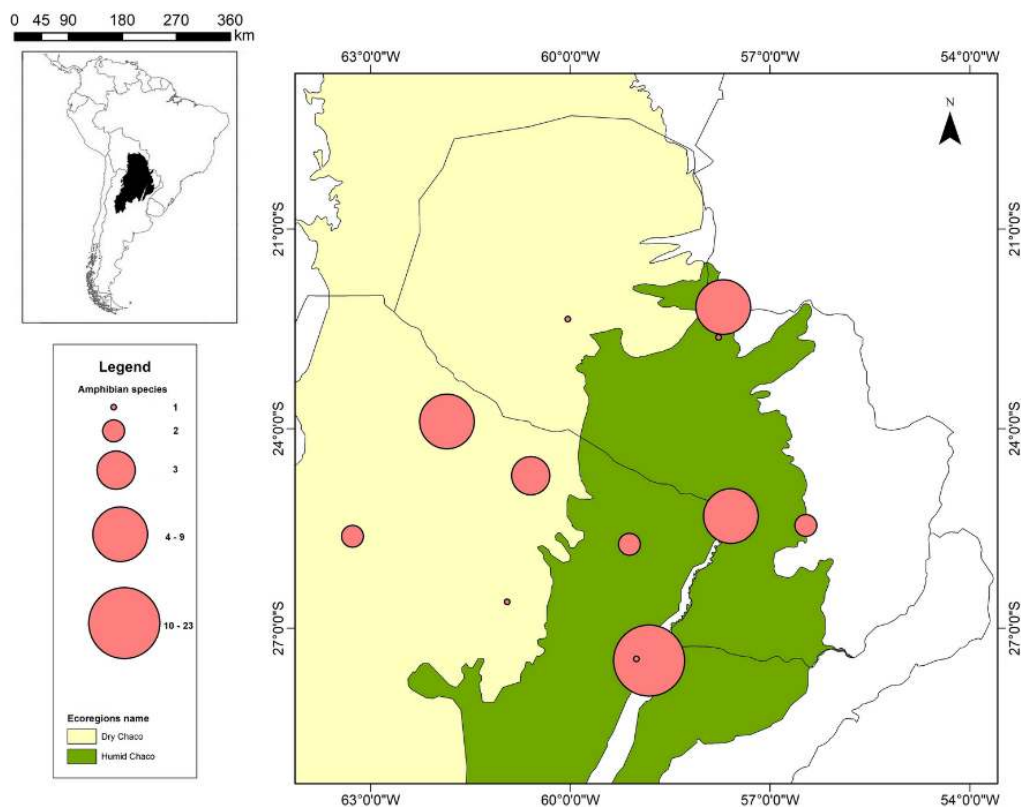 0 45 90 180 270 360
km
63°0'0"W 60°0'0"W 57°0'0"W 54°0'0"W
N
21°0'0"S 21°0'0"S
24°0'0"S 24°0'0"S
27°0'0"S 27°0'0"S
Legend
Amphibian species
1
2
3
4 - 9
10 - 23
Ecoregions name
Dry Chaco
Humid Chaco
63°0'0"W 60°0'0"W 57°0'0"W 54°0'0"W